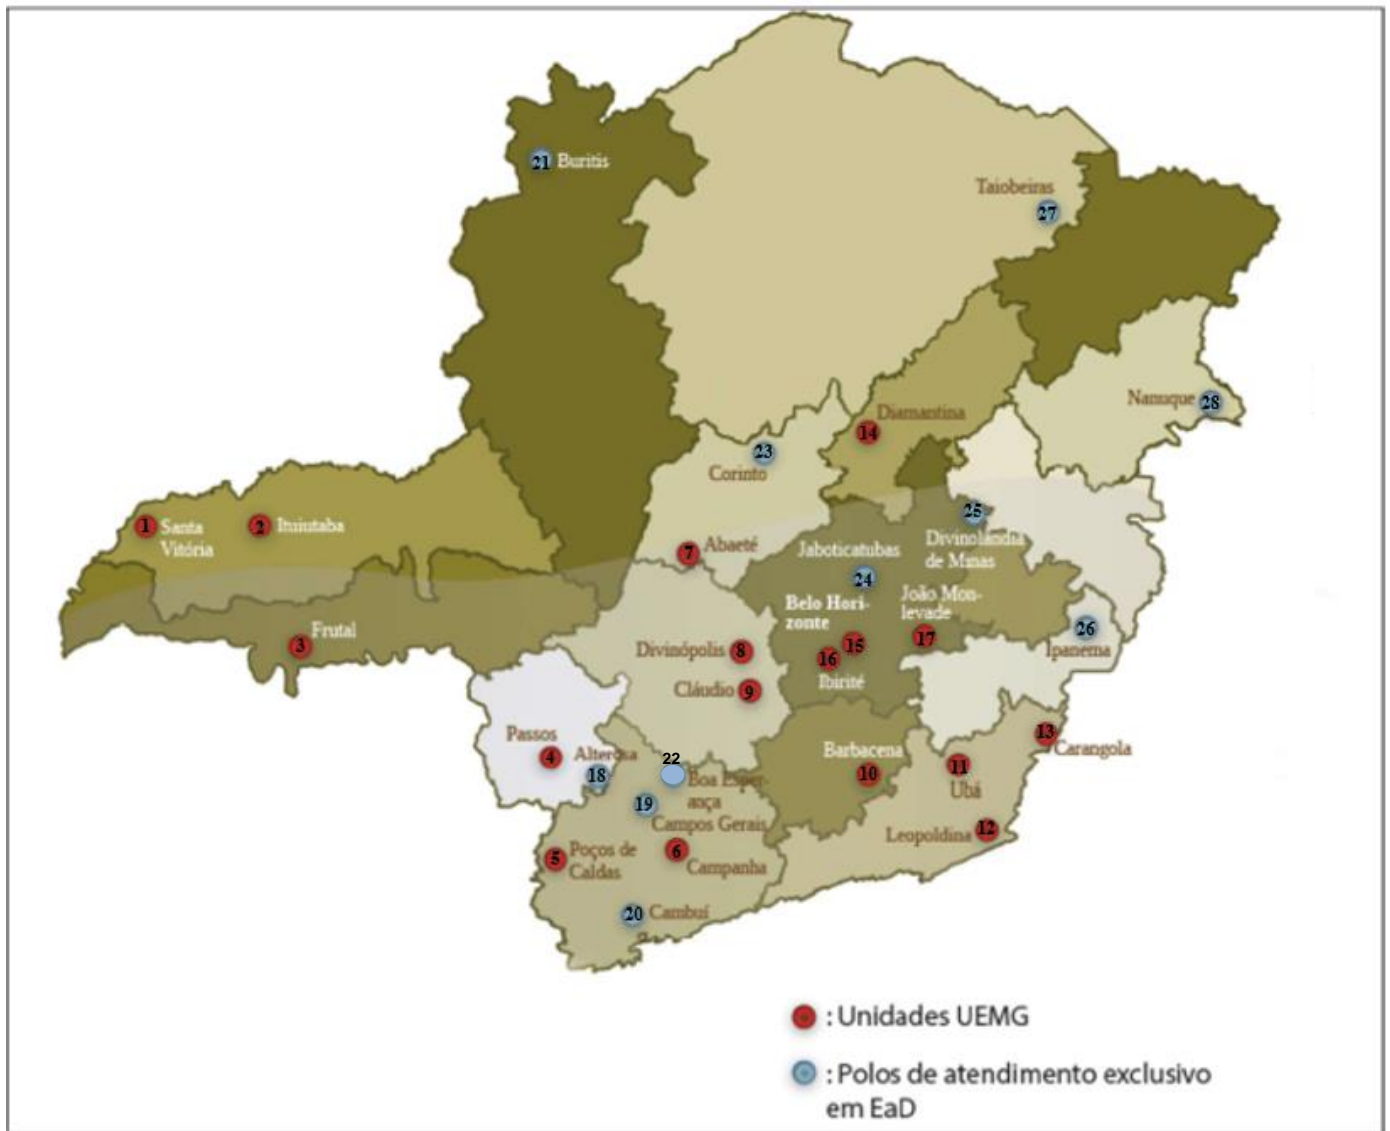 21 Buritis
Taiobeiras
27
Nanuque 28
Diamantina
14
23
Corinto
1 Santa
Vitória
2 Ituiutaba
25
Divinolândia
de Minas
7 Abaeté
Jaboticatubas
24
Belo Hori-
zonte
João Mon-
levade
3 Frutal
Divinópolis 8
15
16
17
Ibirité
26
Ipanema
Cláudio 9
Passos
4
Alterosa
18
22
Boa Esper-
ança
19
Campos Gerais
Barbacena
10
11
Ubá
13
Carangola
Leopoldina 12
5 Poços de
Caldas
6
Campanha
20 Cambuí
: Unidades UEMG
: Polos de atendimento exclusivo
em EaD